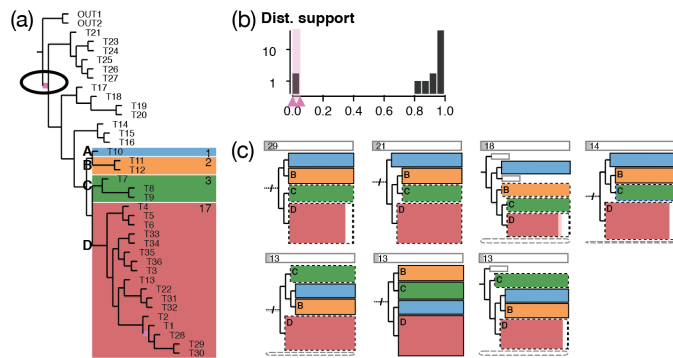 (a)
OUT1
OUT2
T21
T23
T24
T25
T26
T27
T17
T18
T19
T20
T14
T15
T16
A T10 1
B T11 2
T12
C T7 3
T8
T9
T4 17
T5
T6
T33
T34
D
T35
T36
T3
T13
T22
T31
T32
T2
T1
T28
T29
T30
(b) Dist. support
40
1
0.0 0.2 0.4 0.6 0.8 1.0
(c)
29
B
C
D
21
B
C
D
18
B
C
D
14
B
C
D
13
C
B
D
13
B
C
D
13
C
B
D